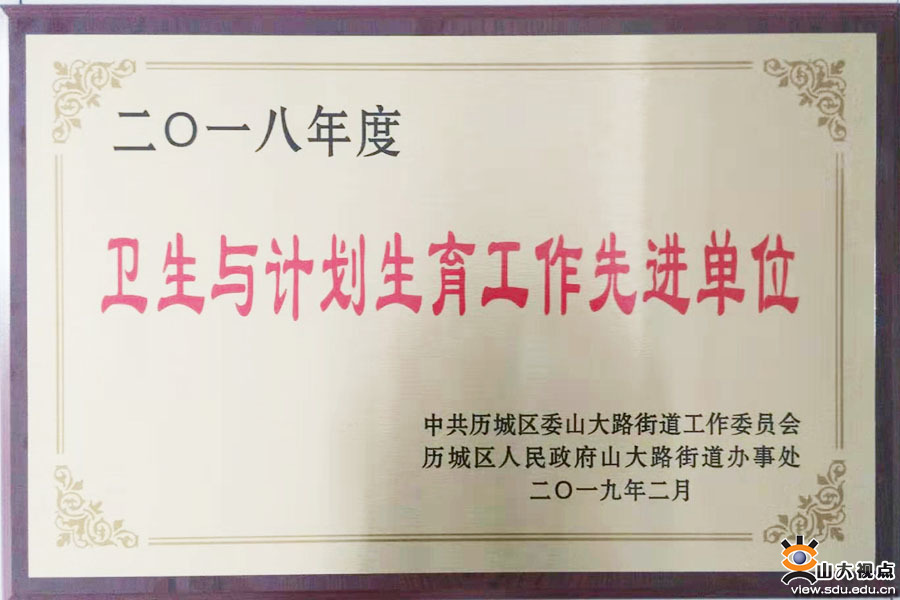 二〇一八年度
卫生与计划生育工作先进单位
中共历城区委山大路街道工作委员会
历城区人民政府山大路街道办事处
二〇一九年二月
山大视点
view.sdu.edu.cn